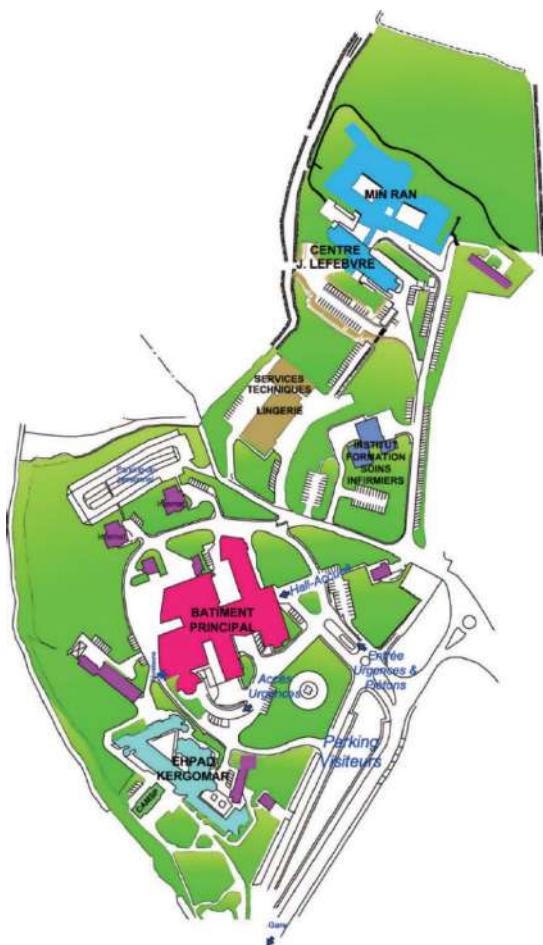 MIN RAN
CENTRE
J. LEFEBVRE
SERVICES
TECHNIQUES
LINGERIE
INSTITUT
FORMATION
SOINS
INFIRMIERS
Hall-Accueil
BATIMENT
PRINCIPAL
Entrée
Urgences &
Piétons
Accès
Urgences
Parking
Visiteurs
EHPAD
KERGOMAR
CAMSP
Gare